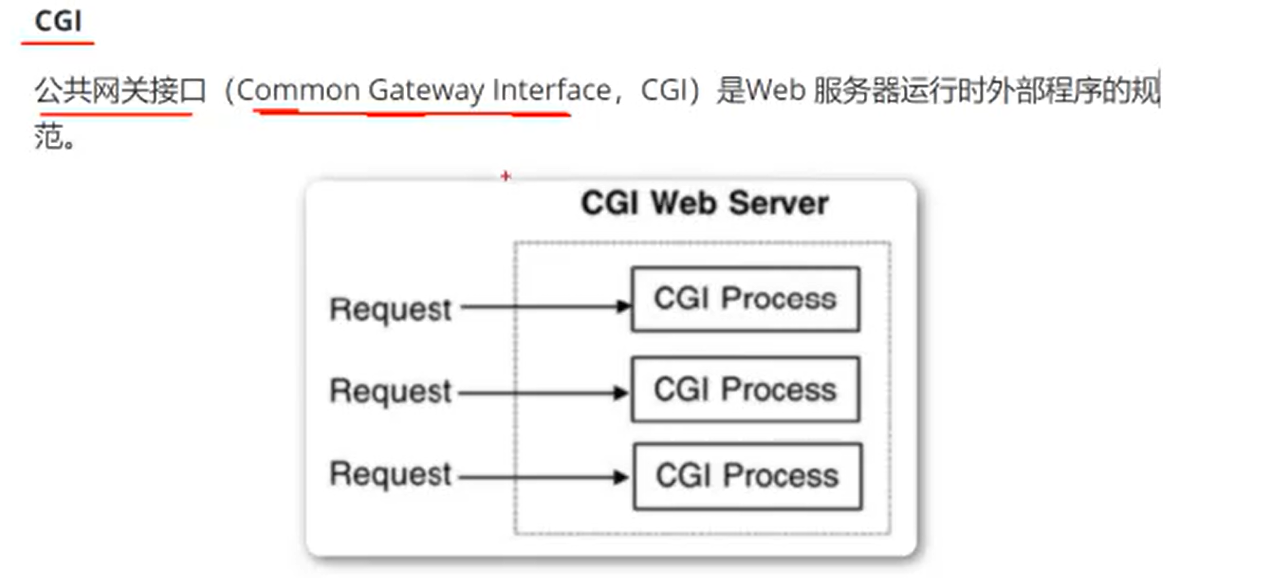 CGI
公共网关接口（Common Gateway Interface，CGI）是Web 服务器运行时外部程序的规
范。
CGI Web Server
Request
CGI Process
Request
CGI Process
Request
CGI Process